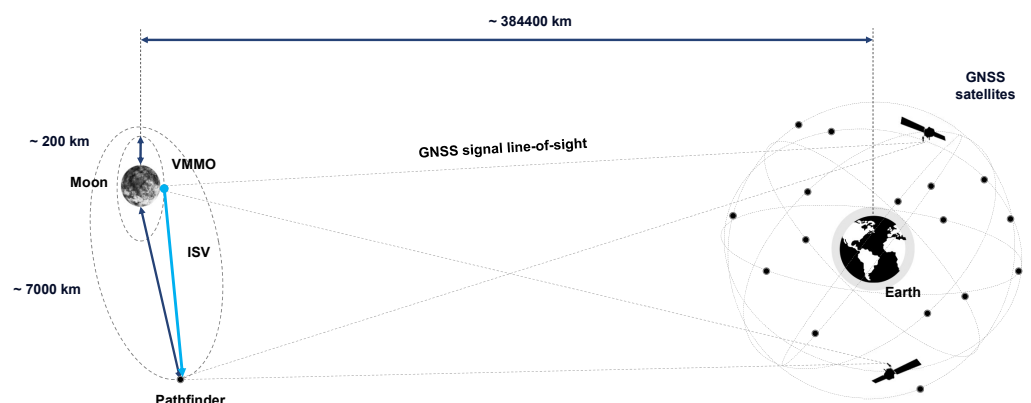 ~ 384400 km
GNSS
satellites
~ 200 km
GNSS signal line-of-sight
VMMO
Moon
ISV
~ 7000 km
Earth
Pathfinder